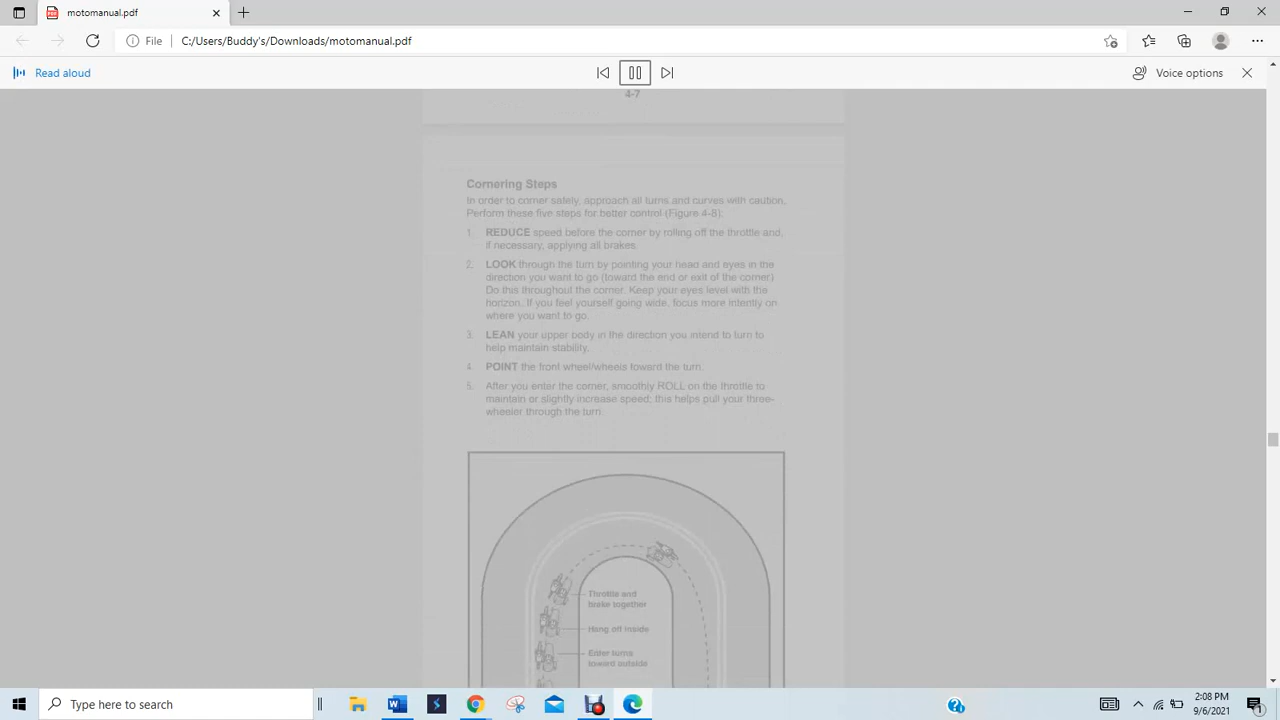 motomanual.pdf
File
C:/Users/Buddy's/Downloads/motomanual.pdf
Read aloud
Voice options
4-7
Cornering Steps
In order to corner safely, approach all turns and curves with caution.
Perform these five steps for better control (Figure 4-8):
1. REDUCE speed before the corner by rolling off the throttle and,
if necessary, applying all brakes.
2. LOOK through the turn by pointing your head and eyes in the
direction you want to go (toward the end or exit of the corner)
Do this throughout the corner. Keep your eyes level with the
horizon. If you feel yourself going wide, focus more intently on
where you want to go.
3. LEAN your upper body in the direction you intend to turn to
help maintain stability.
4. POINT the front wheel/wheels toward the turn.
5. After you enter the corner, smoothly ROLL on the throttle to
maintain or slightly increase speed; this helps pull your three-
wheeler through the turn.
Throttle and
brake together
Hang off inside
Enter turns
toward outside
Type here to search
2:08 PM
9/6/2021
1